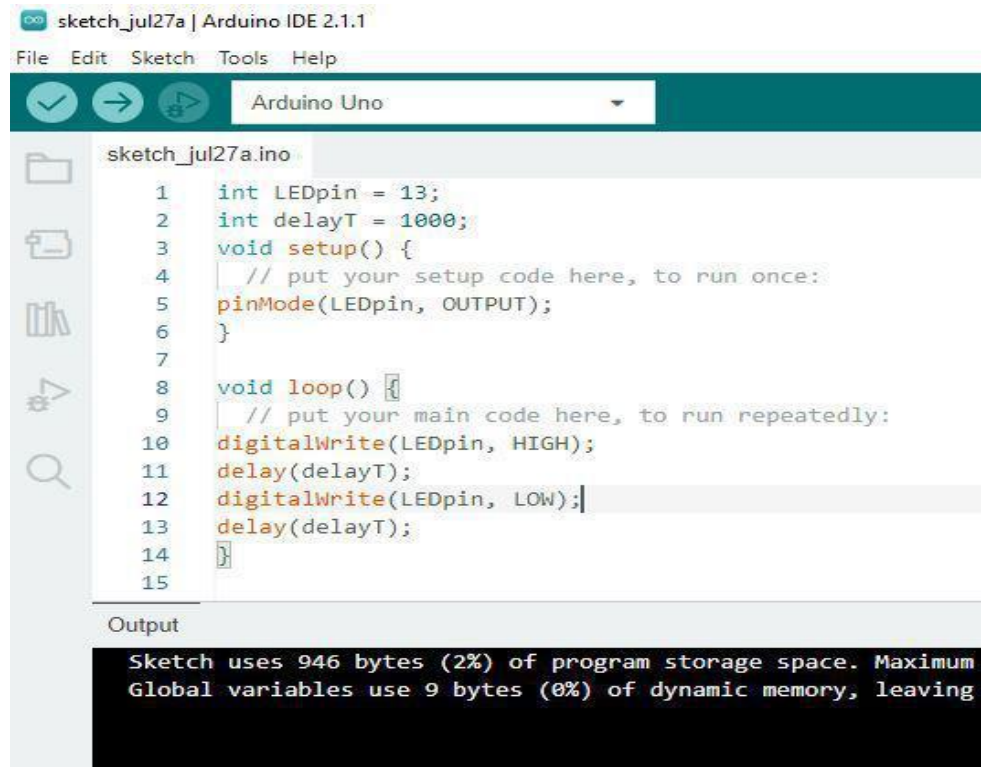 sketch_jul27a | Arduino IDE 2.1.1
File Edit Sketch Tools Help
Arduino Uno
sketch_jul27a.ino
1 int LEDpin = 13;
2 int delayT = 1000;
3 void setup() {
4 // put your setup code here, to run once:
5 pinMode(LEDpin, OUTPUT);
6 }
7
8 void loop() {
9 // put your main code here, to run repeatedly:
10 digitalWrite(LEDpin, HIGH);
11 delay(delayT);
12 digitalWrite(LEDpin, LOW);
13 delay(delayT);
14 }
15
Output
Sketch uses 946 bytes (2%) of program storage space. Maximum
Global variables use 9 bytes (0%) of dynamic memory, leaving